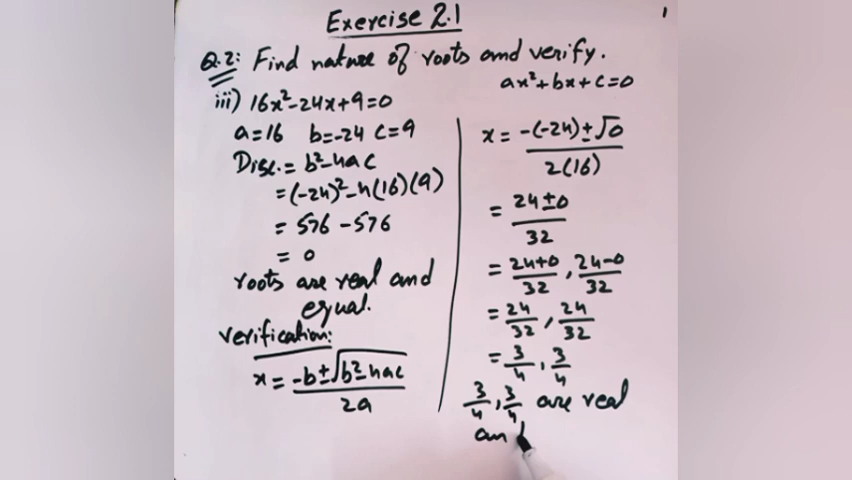 Exercise 2.1
Q.2: Find nature of roots and verify.
ax²+bx+c=0
iii) 16x²-24x+9=0
a=16 b=-24 c=9
Disc.= b²-4ac
=(-24)²-4(16)(9)
= 576 -576
= 0
roots are real and
equal.
verification:
x = -b±√b²-4ac / 2a
x = -(-24)±√0 / 2(16)
= 24±0 / 32
= 24+0 / 32 , 24-0 / 32
= 24/32 , 24/32
= 3/4 , 3/4
3/4 , 3/4 are real
an